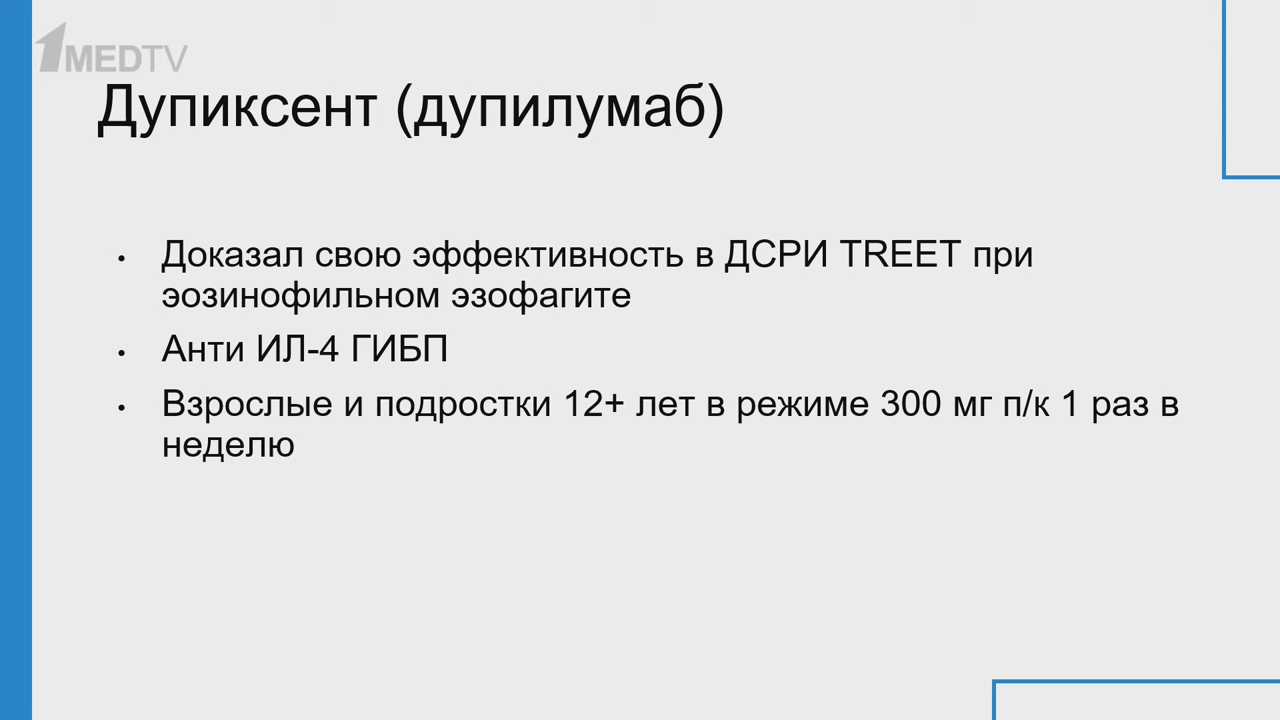 1MEDTV
Дупиксент (дупилумаб)
• Доказал свою эффективность в ДСРИ TREET при
эозинофильном эзофагите
• Анти ИЛ-4 ГИБП
• Взрослые и подростки 12+ лет в режиме 300 мг п/к 1 раз в
неделю